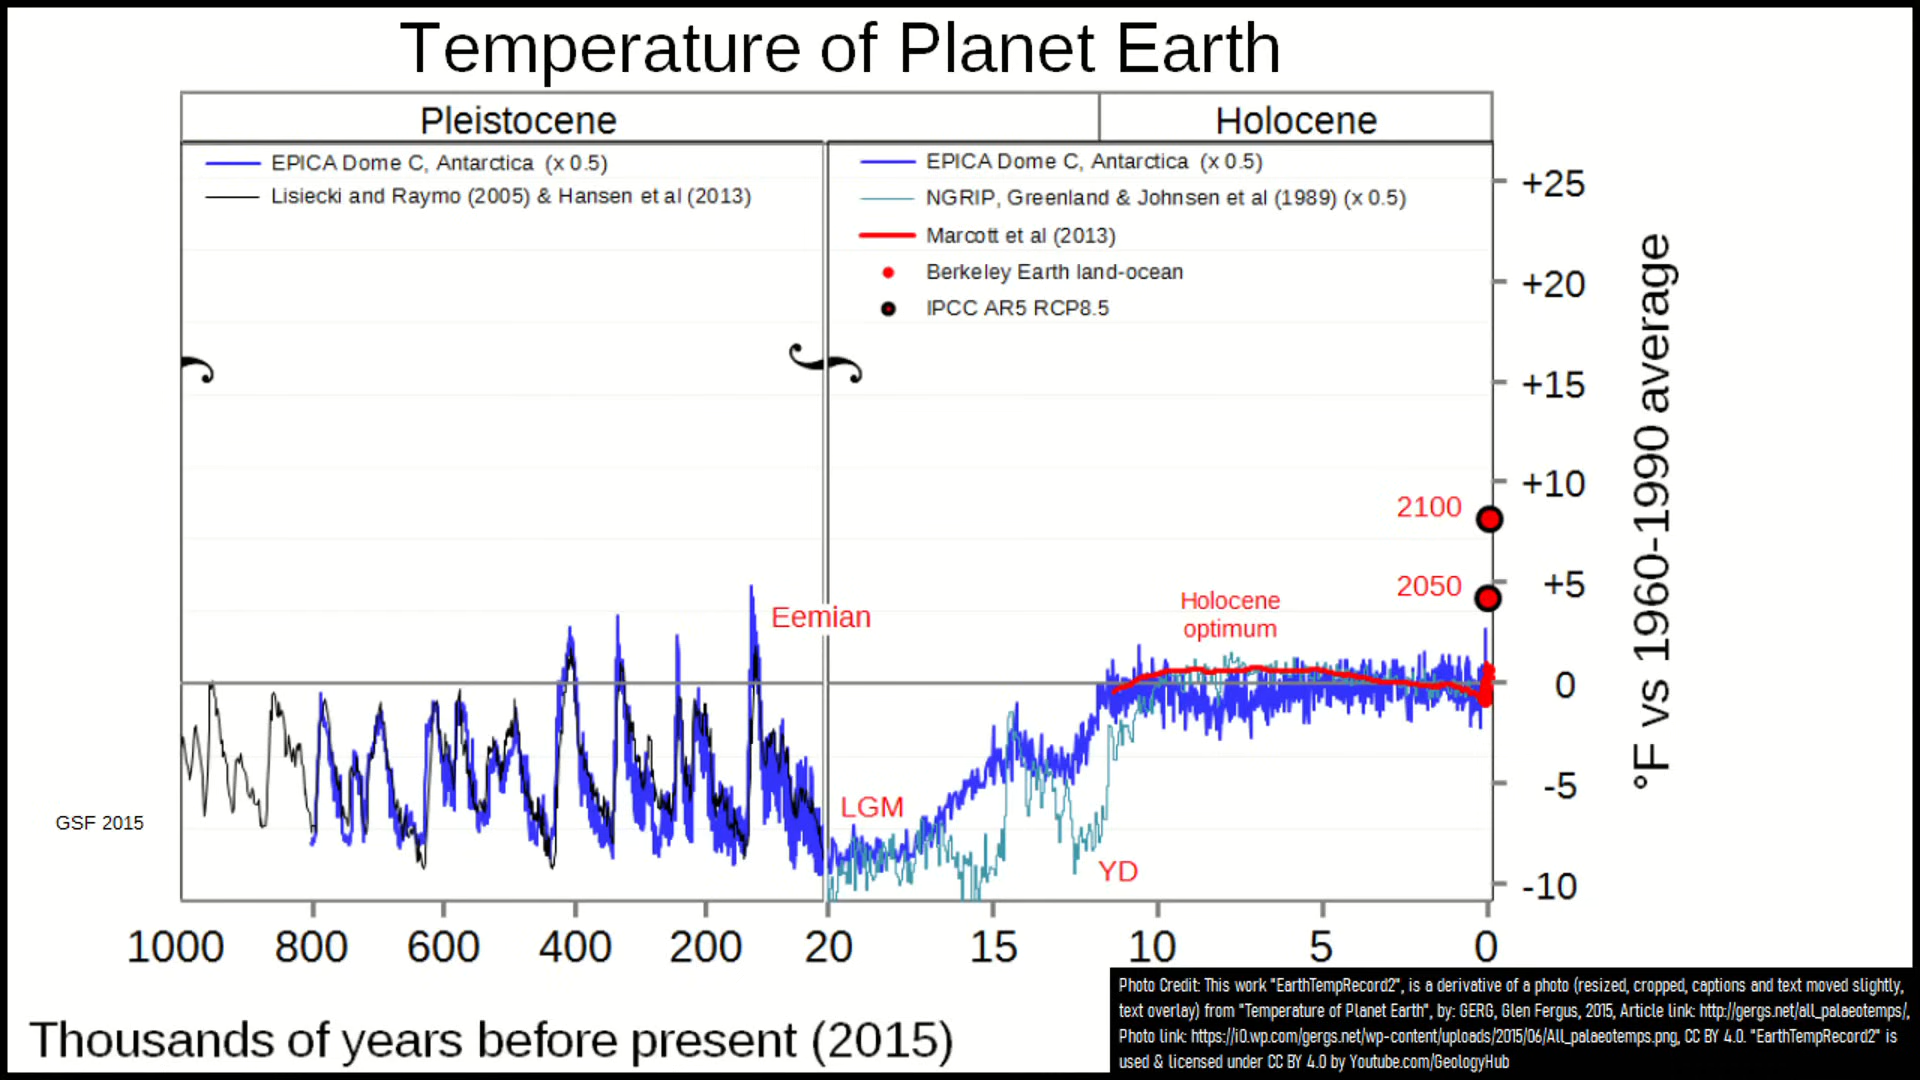 Temperature of Planet Earth
Pleistocene
Holocene
EPICA Dome C, Antarctica (x 0.5)
Lisiecki and Raymo (2005) & Hansen et al (2013)
EPICA Dome C, Antarctica (x 0.5)
NGRIP, Greenland & Johnsen et al (1989) (x 0.5)
Marcott et al (2013)
Berkeley Earth land-ocean
IPCC AR5 RCP8.5
+25
+20
+15
+10
+5
0
-5
-10
°F vs 1960-1990 average
2100
2050
Holocene
optimum
Eemian
LGM
YD
GSF 2015
1000 800 600 400 200 20 15 10 5 0
Thousands of years before present (2015)
Photo Credit: This work "EarthTempRecord2", is a derivative of a photo (resized, cropped, captions and text moved slightly,
text overlay) from "Temperature of Planet Earth", by: GERG, Glen Fergus, 2015, Article link: http://gergs.net/all_palaeotemps/,
Photo link: https://i0.wp.com/gergs.net/wp-content/uploads/2015/06/All_palaeotemps.png, CC BY 4.0. "EarthTempRecord2" is
used & licensed under CC BY 4.0 by Youtube.com/GeologyHub